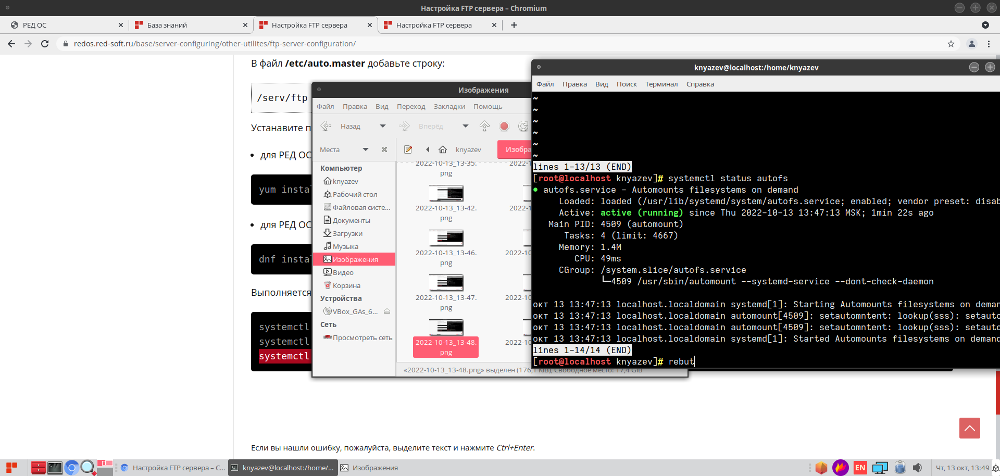 Настройка FTP сервера – Chromium
РЕД ОС
База знаний
Настройка FTP сервера
Настройка FTP сервера
redos.red-soft.ru/base/server-configuring/other-utilites/ftp-server-configuration/
В файл /etc/auto.master добавьте строку:
/serv/ftp
Устанавите п
для РЕД ОС
yum instal
для РЕД ОС
dnf instal
Выполняется
systemctl
systemctl
systemctl
Если вы нашли ошибку, пожалуйста, выделите текст и нажмите Ctrl+Enter.
Изображения
Файл Правка Вид Переход Закладки Помощь
Назад Вперёд
Места
knyazev
Изобра
Компьютер
knyazev
Рабочий стол
Файловая систе...
Документы
Загрузки
Музыка
Изображения
Видео
Корзина
Устройства
VBox_GAs_6...
Сеть
Просмотреть сеть
2022-10-13_13-35.
png
2022-1
2022-10-13_13-42.
png
2022-1
2022-10-13_13-46.
png
2022-10
2022-10-13_13-47.
png
2022-10
2022-10-13_13-48.
png
2022-10
«2022-10-13_13-48.png» выделен (176,1 KiB), Свободное место: 17,4 GiB
knyazev@localhost:/home/knyazev
Файл Правка Вид Поиск Терминал Справка
~
~
~
~
~
~
lines 1-13/13 (END)
[root@localhost knyazev]# systemctl status autofs
● autofs.service - Automounts filesystems on demand
Loaded: loaded (/usr/lib/systemd/system/autofs.service; enabled; vendor preset: disab
Active: active (running) since Thu 2022-10-13 13:47:13 MSK; 1min 22s ago
Main PID: 4509 (automount)
Tasks: 4 (limit: 4667)
Memory: 1.4M
CPU: 49ms
CGroup: /system.slice/autofs.service
└─4509 /usr/sbin/automount --systemd-service --dont-check-daemon
окт 13 13:47:13 localhost.localdomain systemd[1]: Starting Automounts filesystems on deman
окт 13 13:47:13 localhost.localdomain automount[4509]: setautomntent: lookup(sss): setauto
окт 13 13:47:13 localhost.localdomain automount[4509]: setautomntent: lookup(sss): setauto
окт 13 13:47:13 localhost.localdomain systemd[1]: Started Automounts filesystems on demand
lines 1-14/14 (END)
[root@localhost knyazev]# rebut
Настройка FTP сервера – C...
knyazev@localhost:/home/...
Изображения
EN
Чт, 13 окт, 13:49